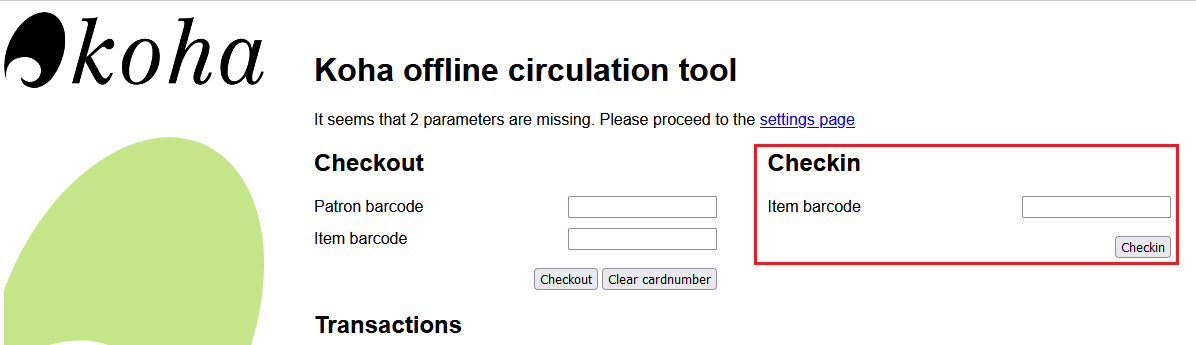 koha
Koha offline circulation tool
It seems that 2 parameters are missing. Please proceed to the settings page
Checkout
Patron barcode
Item barcode
Checkout Clear cardnumber
Checkin
Item barcode
Checkin
Transactions